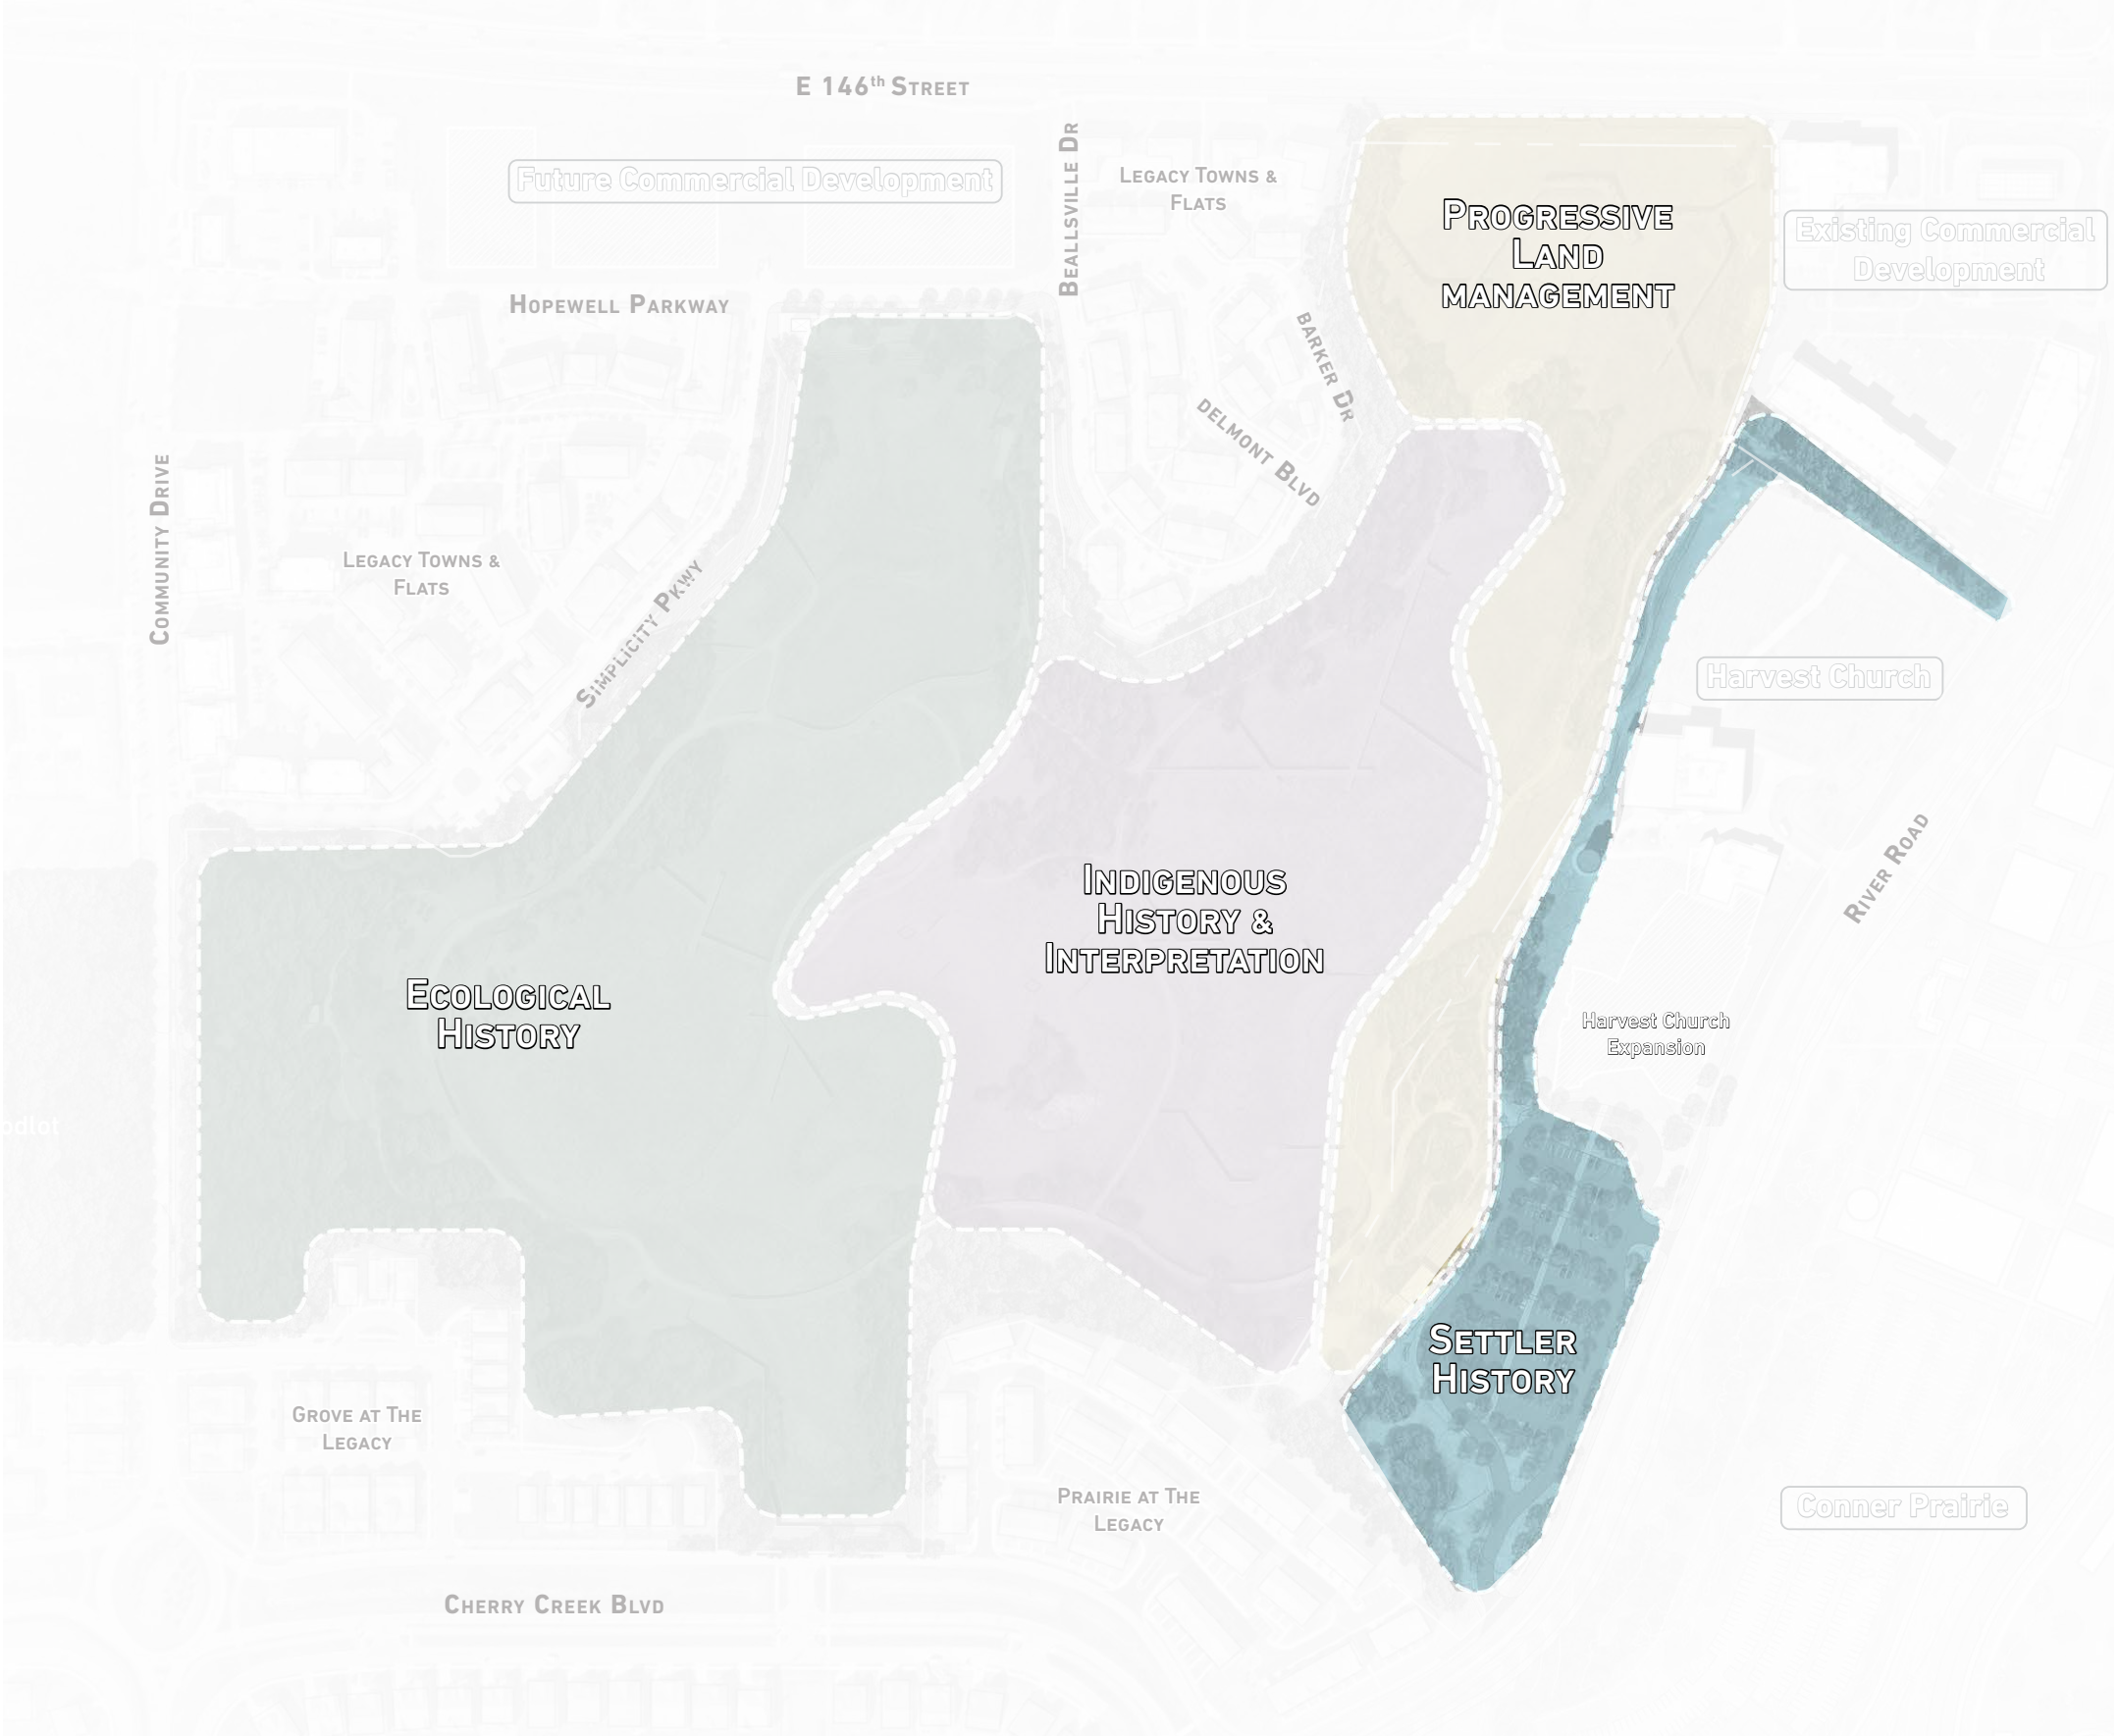 E 146th Street
Future Commercial Development
Beallsville Dr
Legacy Towns &
Flats
Progressive
Land
management
Existing Commercial
Development
Hopewell Parkway
Barker Dr
Delmont Blvd
Community Drive
Legacy Towns &
Flats
Simplicity Pkwy
Harvest Church
River Road
Indigenous
History &
Interpretation
Ecological
History
Harvest Church
Expansion
odlot
Settler
History
Grove at The
Legacy
Prairie at The
Legacy
Conner Prairie
Cherry Creek Blvd